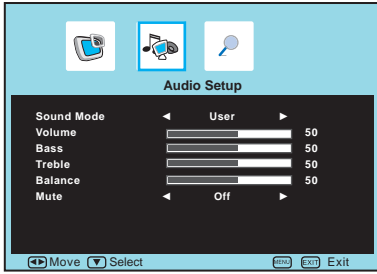 Audio Setup
Sound Mode ◄ User ►
Volume 50
Bass 50
Treble 50
Balance 50
Mute ◄ Off ►
Move Select MENU EXIT Exit